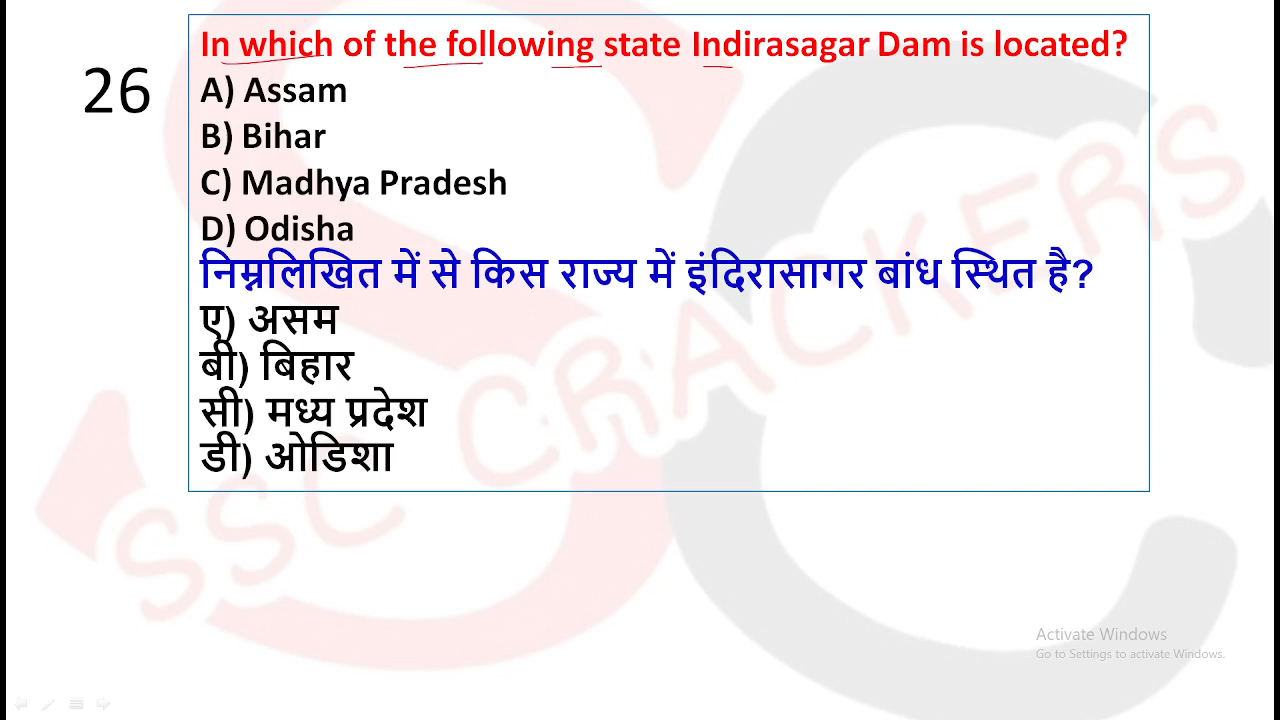 26
In which of the following state Indirasagar Dam is located?
A) Assam
B) Bihar
C) Madhya Pradesh
D) Odisha
निम्नलिखित में से किस राज्य में इंदिरासागर बांध स्थित है?
ए) असम
बी) बिहार
सी) मध्य प्रदेश
डी) ओडिशा
SSC CRACKERS
Activate Windows
Go to Settings to activate Windows.